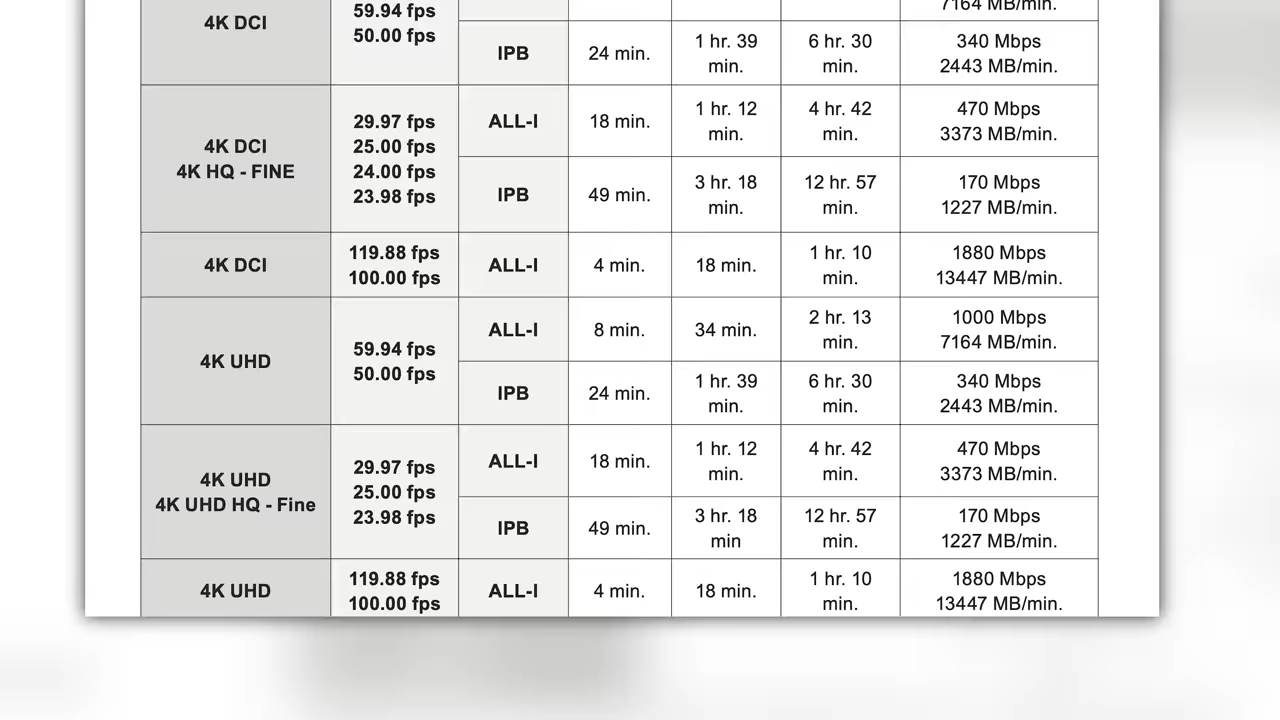 7164 MB/min.
4K DCI
59.94 fps
50.00 fps
IPB
24 min.
1 hr. 39
min.
6 hr. 30
min.
340 Mbps
2443 MB/min.
4K DCI
4K HQ - FINE
29.97 fps
25.00 fps
24.00 fps
23.98 fps
ALL-I
18 min.
1 hr. 12
min.
4 hr. 42
min.
470 Mbps
3373 MB/min.
IPB
49 min.
3 hr. 18
min.
12 hr. 57
min.
170 Mbps
1227 MB/min.
4K DCI
119.88 fps
100.00 fps
ALL-I
4 min.
18 min.
1 hr. 10
min.
1880 Mbps
13447 MB/min.
4K UHD
59.94 fps
50.00 fps
ALL-I
8 min.
34 min.
2 hr. 13
min.
1000 Mbps
7164 MB/min.
IPB
24 min.
1 hr. 39
min.
6 hr. 30
min.
340 Mbps
2443 MB/min.
4K UHD
4K UHD HQ - Fine
29.97 fps
25.00 fps
23.98 fps
ALL-I
18 min.
1 hr. 12
min.
4 hr. 42
min.
470 Mbps
3373 MB/min.
IPB
49 min.
3 hr. 18
min
12 hr. 57
min.
170 Mbps
1227 MB/min.
4K UHD
119.88 fps
100.00 fps
ALL-I
4 min.
18 min.
1 hr. 10
min.
1880 Mbps
13447 MB/min.